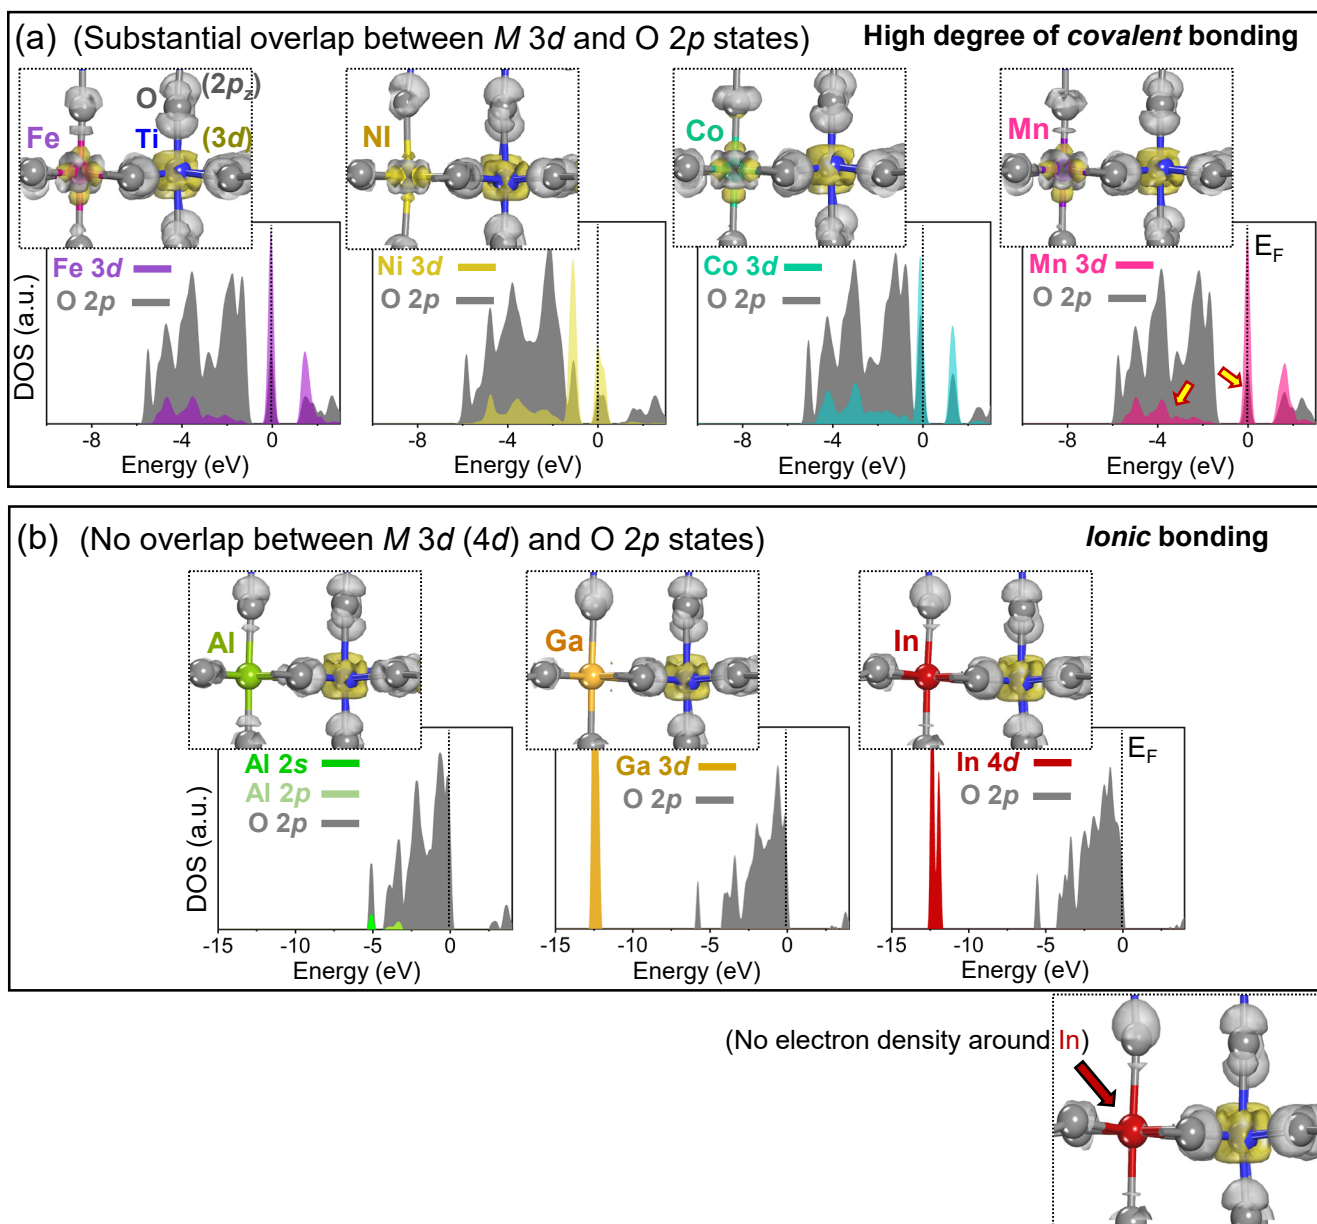 (a) (Substantial overlap between M 3d and O 2p states) High degree of covalent bonding
O (2pz)
Fe Ti (3d)
NI
Co
Mn
DOS (a.u.)
Fe 3d
O 2p
-8 -4 0
Energy (eV)
Ni 3d
O 2p
-8 -4 0
Energy (eV)
Co 3d
O 2p
-8 -4 0
Energy (eV)
EF
Mn 3d
O 2p
-8 -4 0
Energy (eV)
(b) (No overlap between M 3d (4d) and O 2p states) Ionic bonding
Al
Ga
In
DOS (a.u.)
Al 2s
Al 2p
O 2p
-15 -10 -5 0
Energy (eV)
Ga 3d
O 2p
-15 -10 -5 0
Energy (eV)
EF
In 4d
O 2p
-15 -10 -5 0
Energy (eV)
(No electron density around In)